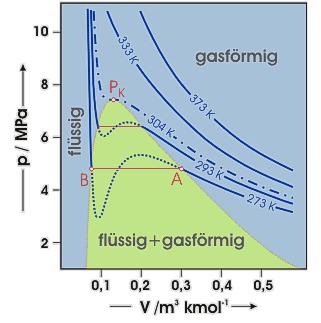 10
8
6
4
2
p / MPa
flüssig
gasförmig
333 K
373 K
P_K
304 K
293 K
273 K
B
A
flüssig+gasförmig
0,1 0,2 0,3 0,4 0,5
V /m³ kmol⁻¹